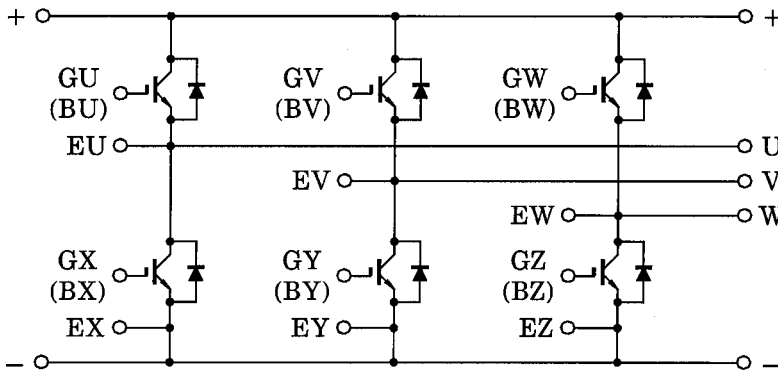 + +
GU GV GW
(BU) (BV) (BW)
EU U
EV V
EW W
GX GY GZ
(BX) (BY) (BZ)
EX EY EZ
− −